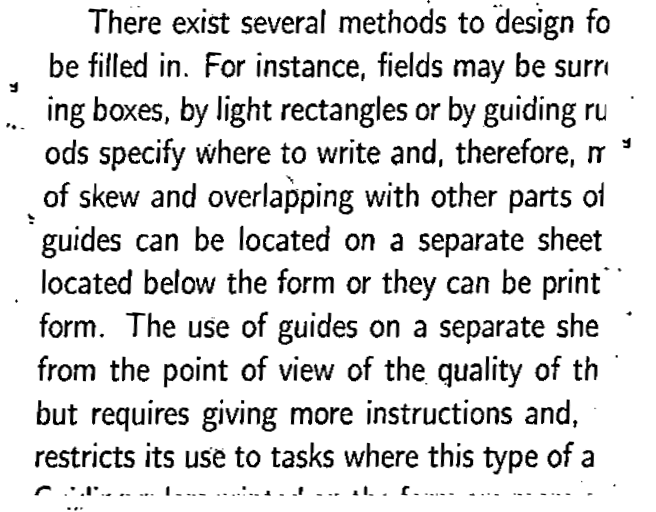 There exist several methods to design fo
be filled in. For instance, fields may be surr
ing boxes, by light rectangles or by guiding ru
ods specify where to write and, therefore, m
of skew and overlapping with other parts of
guides can be located on a separate sheet
located below the form or they can be print
form. The use of guides on a separate she
from the point of view of the quality of th
but requires giving more instructions and,
restricts its use to tasks where this type of a